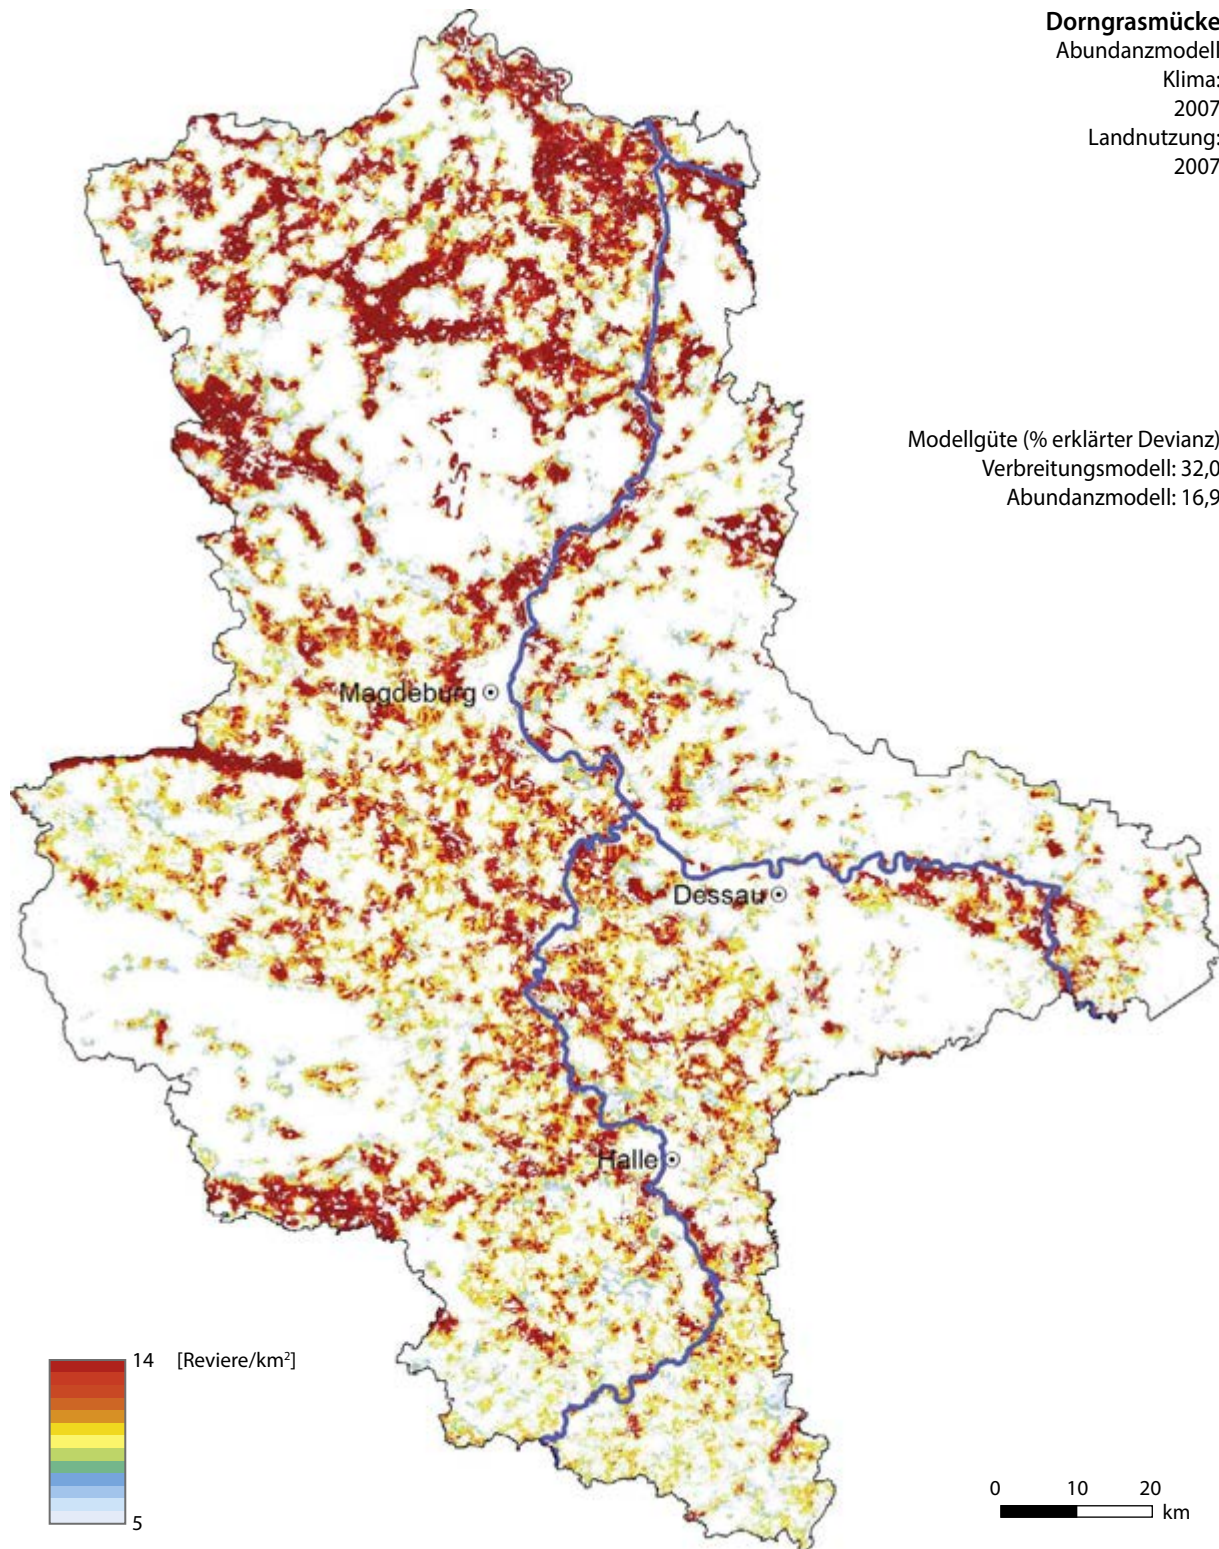 Dorngrasmücke
Abundanzmodell
Klima:
2007
Landnutzung:
2007
Modellgüte (% erklärter Devianz)
Verbreitungsmodell: 32,0
Abundanzmodell: 16,9
Magdeburg
Dessau
Halle
14 [Reviere/km²]
5
0 10 20
km